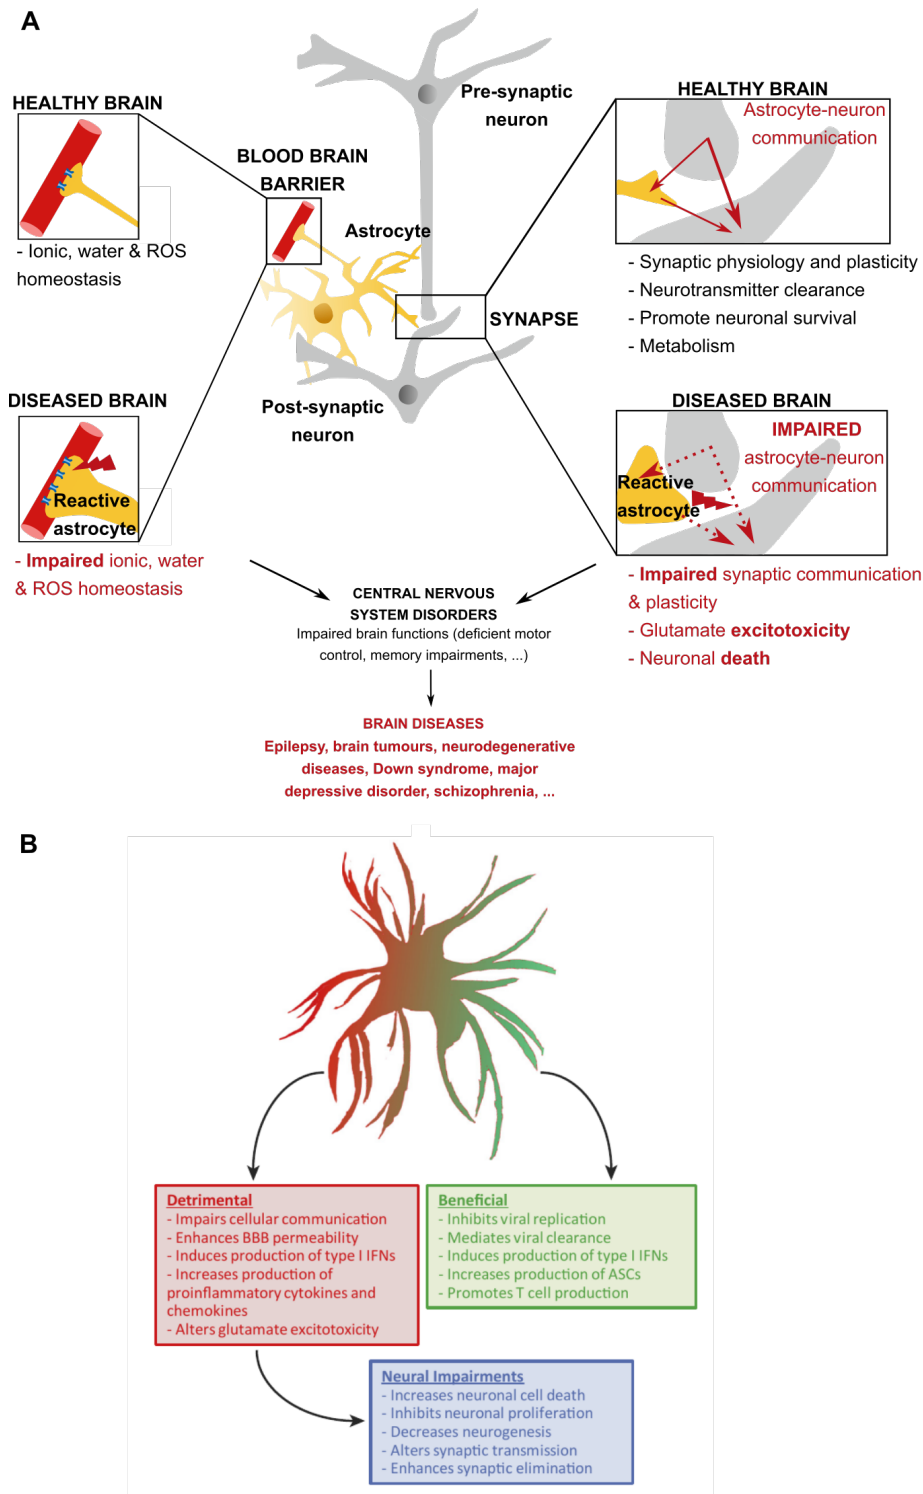 A
Pre-synaptic
neuron
HEALTHY BRAIN
- Ionic, water & ROS
homeostasis
BLOOD BRAIN
BARRIER
Astrocyte
SYNAPSE
Post-synaptic
neuron
HEALTHY BRAIN
Astrocyte-neuron
communication
- Synaptic physiology and plasticity
- Neurotransmitter clearance
- Promote neuronal survival
- Metabolism
DISEASED BRAIN
Reactive
astrocyte
- Impaired ionic, water
& ROS homeostasis
DISEASED BRAIN
IMPAIRED
astrocyte-neuron
communication
Reactive
astrocyte
- Impaired synaptic communication
& plasticity
- Glutamate excitotoxicity
- Neuronal death
CENTRAL NERVOUS
SYSTEM DISORDERS
Impaired brain functions (deficient motor
control, memory impairments, ...)
BRAIN DISEASES
Epilepsy, brain tumours, neurodegenerative
diseases, Down syndrome, major
depressive disorder, schizophrenia, ...
B
Detrimental
- Impairs cellular communication
- Enhances BBB permeability
- Induces production of type I IFNs
- Increases production of
proinflammatory cytokines and
chemokines
- Alters glutamate excitotoxicity
Beneficial
- Inhibits viral replication
- Mediates viral clearance
- Induces production of type I IFNs
- Increases production of ASCs
- Promotes T cell production
Neural Impairments
- Increases neuronal cell death
- Inhibits neuronal proliferation
- Decreases neurogenesis
- Alters synaptic transmission
- Enhances synaptic elimination